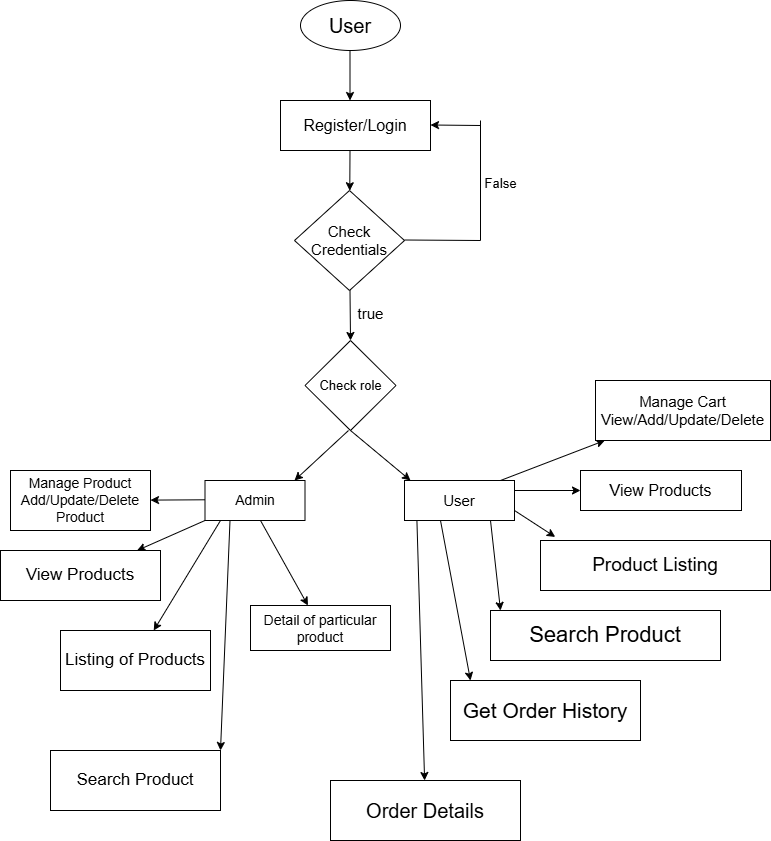 User
Register/Login
False
Check
Credentials
true
Check role
Manage Cart
View/Add/Update/Delete
Manage Product
Add/Update/Delete
Product
Admin
User
View Products
View Products
Product Listing
Detail of particular
product
Search Product
Listing of Products
Get Order History
Search Product
Order Details